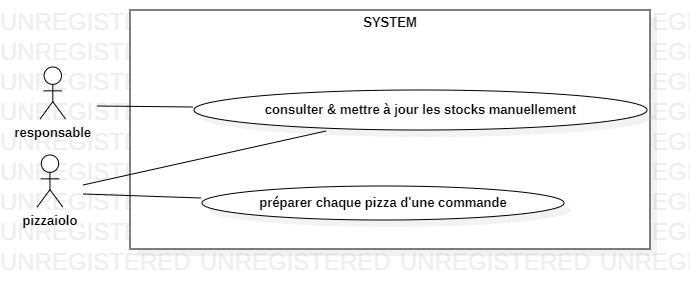 SYSTEM
consulter & mettre à jour les stocks manuellement
responsable
préparer chaque pizza d'une commande
pizzaiolo
UNREGISTERED UNREGISTERED UNREGISTERED UNREGISTERED